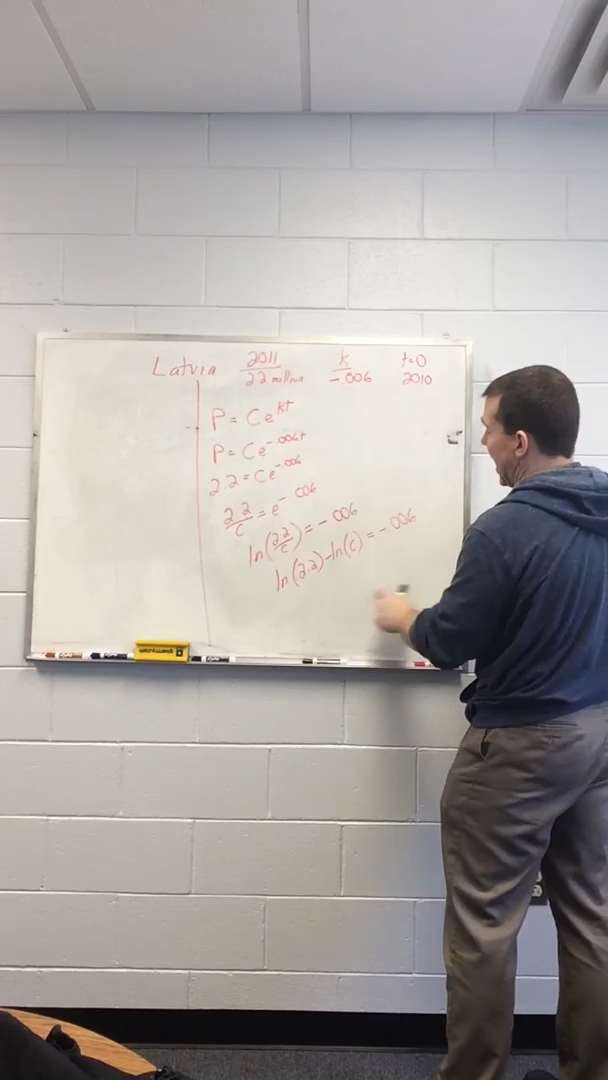 Latvia 2011 k t=0
2.2 million -.006 2010
P = Ce^kt
P = Ce^-.006t
2.2 = Ce^-.006
2.2/c = e^-.006
ln(2.2/c) = -.006
ln(2.2)-ln(c) = -.006